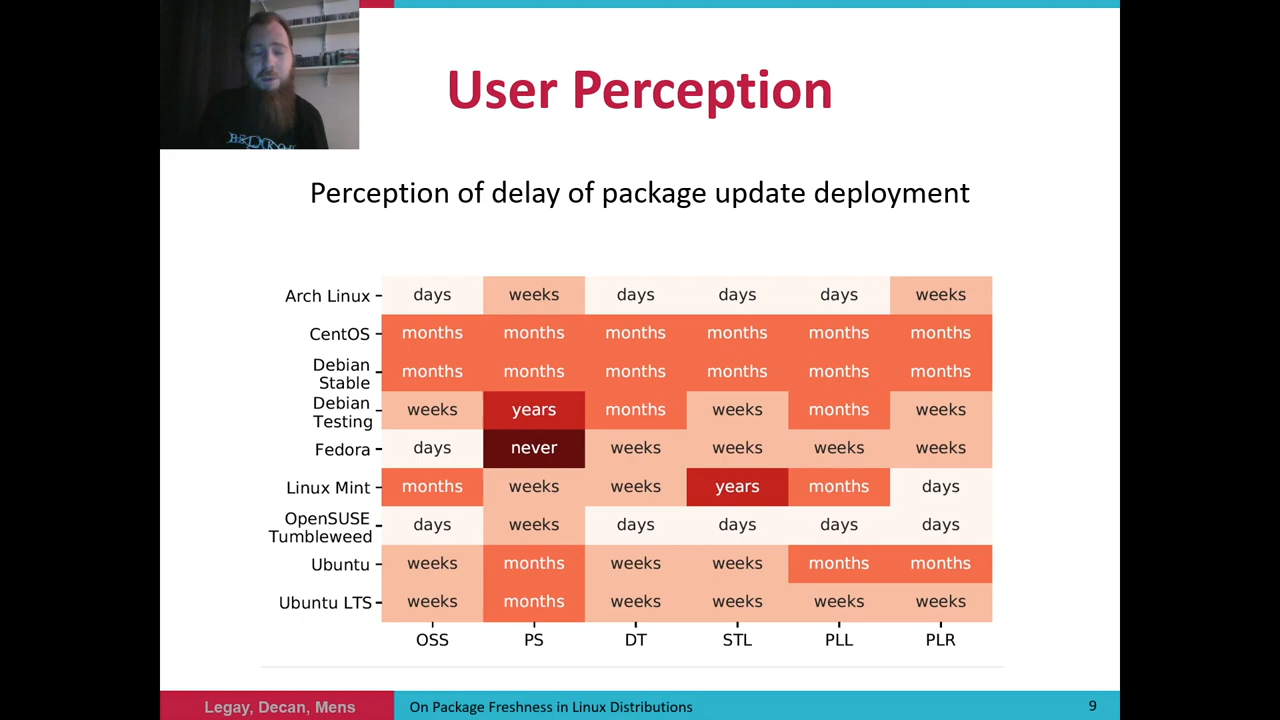 User Perception
Perception of delay of package update deployment
Arch Linux days weeks days days days weeks
CentOS months months months months months months
Debian Stable months months months months months months
Debian Testing weeks years months weeks months weeks
Fedora days never weeks weeks weeks weeks
Linux Mint months weeks weeks years months days
OpenSUSE Tumbleweed days weeks days days days days
Ubuntu weeks months weeks weeks months months
Ubuntu LTS weeks months weeks weeks weeks weeks
OSS PS DT STL PLL PLR
Legay, Decan, Mens On Package Freshness in Linux Distributions 9